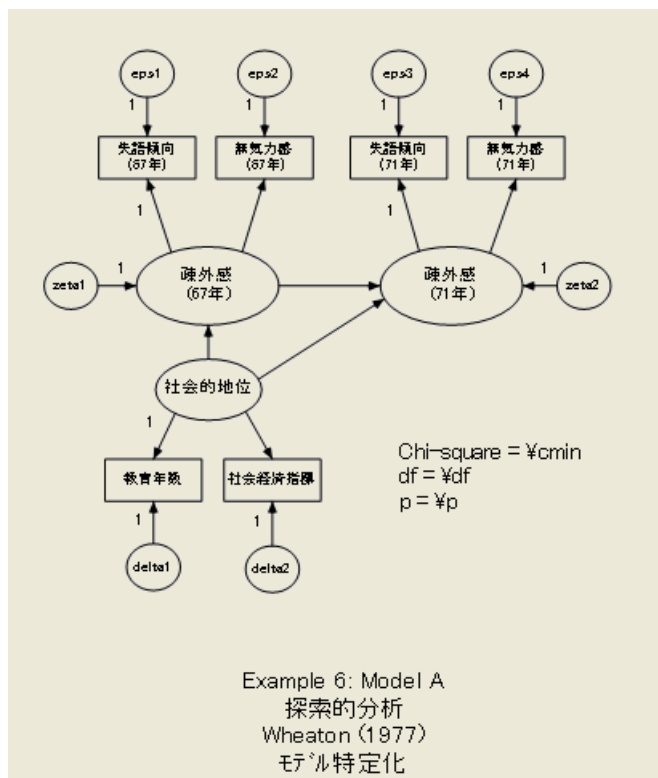 eps1
eps2
eps3
eps4
1
1
1
1
失語傾向
(67年)
無気力感
(67年)
失語傾向
(71年)
無気力感
(71年)
1
1
zeta1
1
疎外感
(67年)
疎外感
(71年)
1
zeta2
社会的地位
1
教育年数
社会経済指標
Chi-square = ¥cmin
df = ¥df
p = ¥p
1
1
delta1
delta2
Example 6: Model A
探索的分析
Wheaton (1977)
モデル特定化